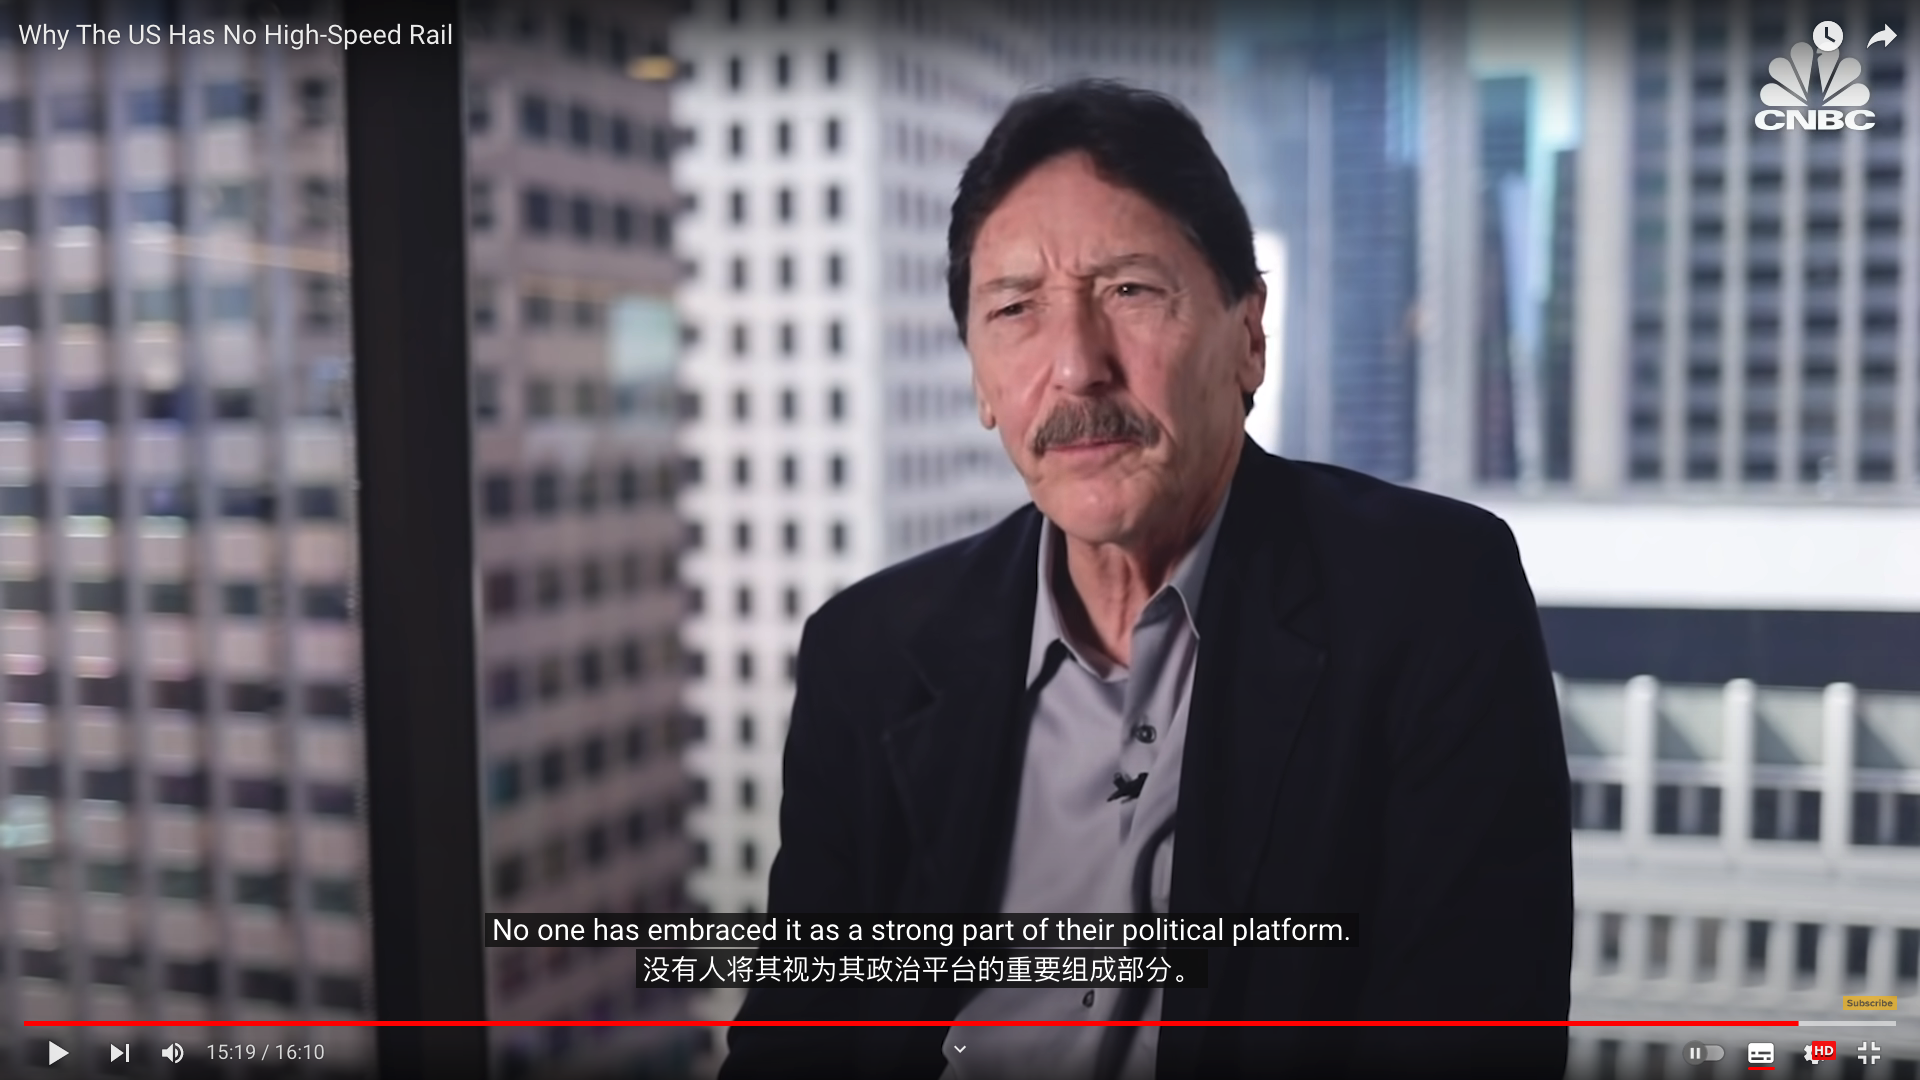 Why The US Has No High-Speed Rail
CNBC
No one has embraced it as a strong part of their political platform.
没有人将其视为其政治平台的重要组成部分。
Subscribe
15:19 / 16:10
HD